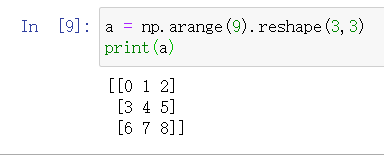 In [9]: a = np.arange(9).reshape(3,3)
print(a)
[[0 1 2]
[3 4 5]
[6 7 8]]